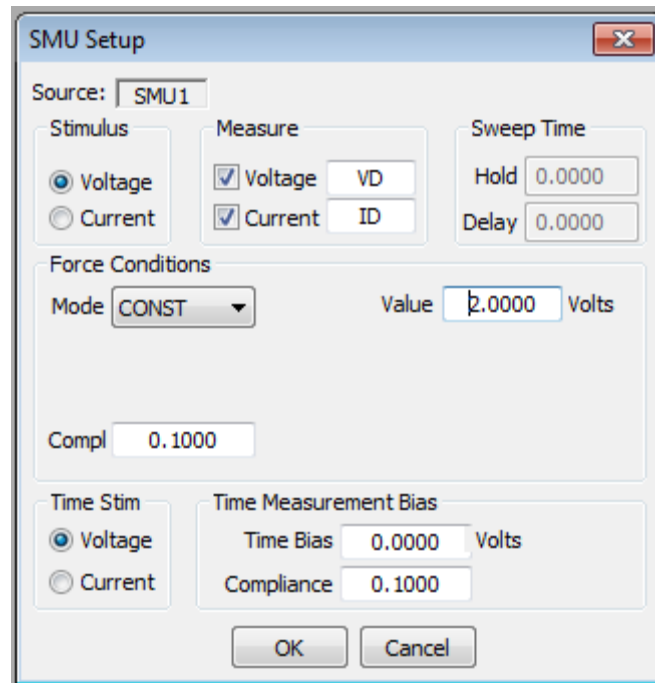 SMU Setup
Source: SMU1
Stimulus
Voltage
Current
Measure
Voltage VD
Current ID
Sweep Time
Hold 0.0000
Delay 0.0000
Force Conditions
Mode CONST
Value 2.0000 Volts
Compl 0.1000
Time Stim
Voltage
Current
Time Measurement Bias
Time Bias 0.0000 Volts
Compliance 0.1000
OK
Cancel